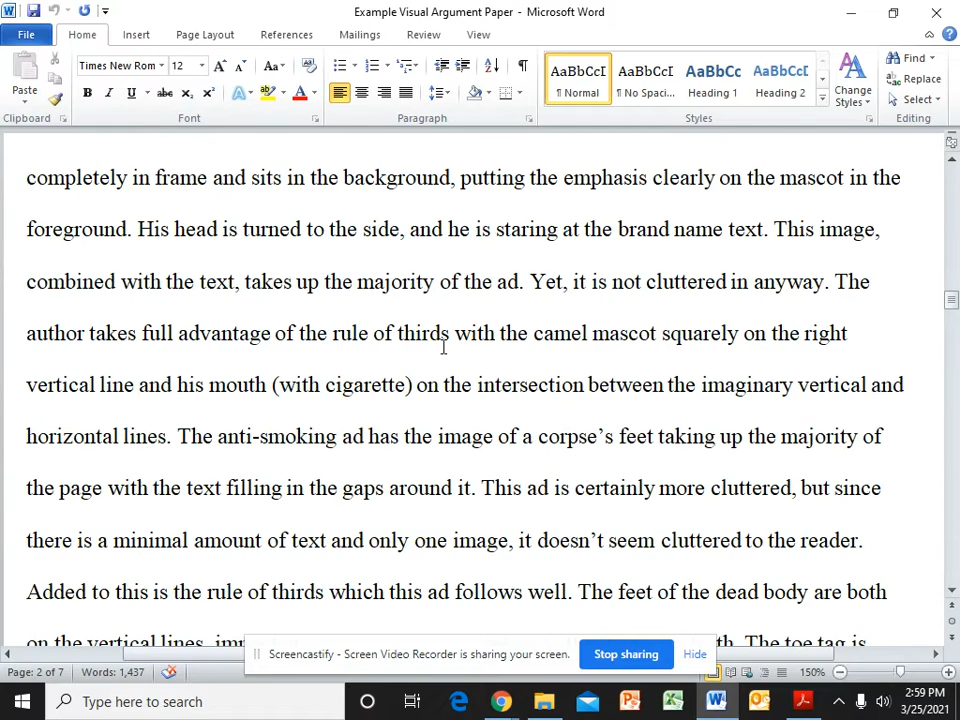 Example Visual Argument Paper - Microsoft Word
File Home Insert Page Layout References Mailings Review View
Paste
Times New Rom 12
AaBbCcI AaBbCcI AaBbCc AaBbCcI
¶ Normal ¶ No Spaci... Heading 1 Heading 2
Change Styles
Find
Replace
Select
Clipboard Font Paragraph Styles Editing
completely in frame and sits in the background, putting the emphasis clearly on the mascot in the
foreground. His head is turned to the side, and he is staring at the brand name text. This image,
combined with the text, takes up the majority of the ad. Yet, it is not cluttered in anyway. The
author takes full advantage of the rule of thirds with the camel mascot squarely on the right
vertical line and his mouth (with cigarette) on the intersection between the imaginary vertical and
horizontal lines. The anti-smoking ad has the image of a corpse’s feet taking up the majority of
the page with the text filling in the gaps around it. This ad is certainly more cluttered, but since
there is a minimal amount of text and only one image, it doesn’t seem cluttered to the reader.
Added to this is the rule of thirds which this ad follows well. The feet of the dead body are both
on the vertical lines, The toe tag is
Screencastify - Screen Video Recorder is sharing your screen. Stop sharing Hide
Page: 2 of 7 Words: 1,437 150%
Type here to search
2:59 PM
3/25/2021